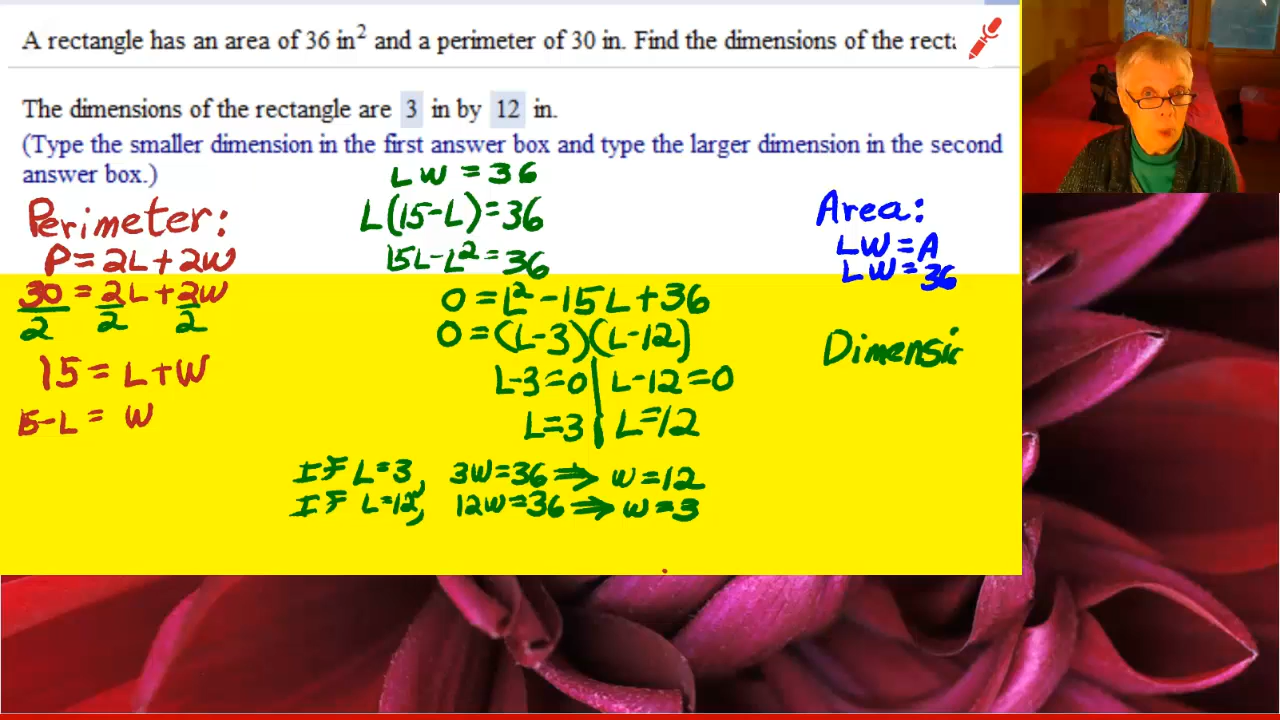 A rectangle has an area of 36 in² and a perimeter of 30 in. Find the dimensions of the
The dimensions of the rectangle are 3 in by 12 in.
(Type the smaller dimension in the first answer box and type the larger dimension in the second
answer box.)
Perimeter:
P = 2L + 2W
30 = 2L + 2W
2 2 2
15 = L + W
15 - L = W
LW = 36
L(15-L) = 36
15L - L² = 36
0 = L² - 15L + 36
0 = (L-3)(L-12)
L-3=0 | L-12=0
L=3 | L=12
If L=3, 3W=36 ⇒ W=12
If L=12, 12W=36 ⇒ W=3
Area:
LW = A
LW = 36
Dimensic